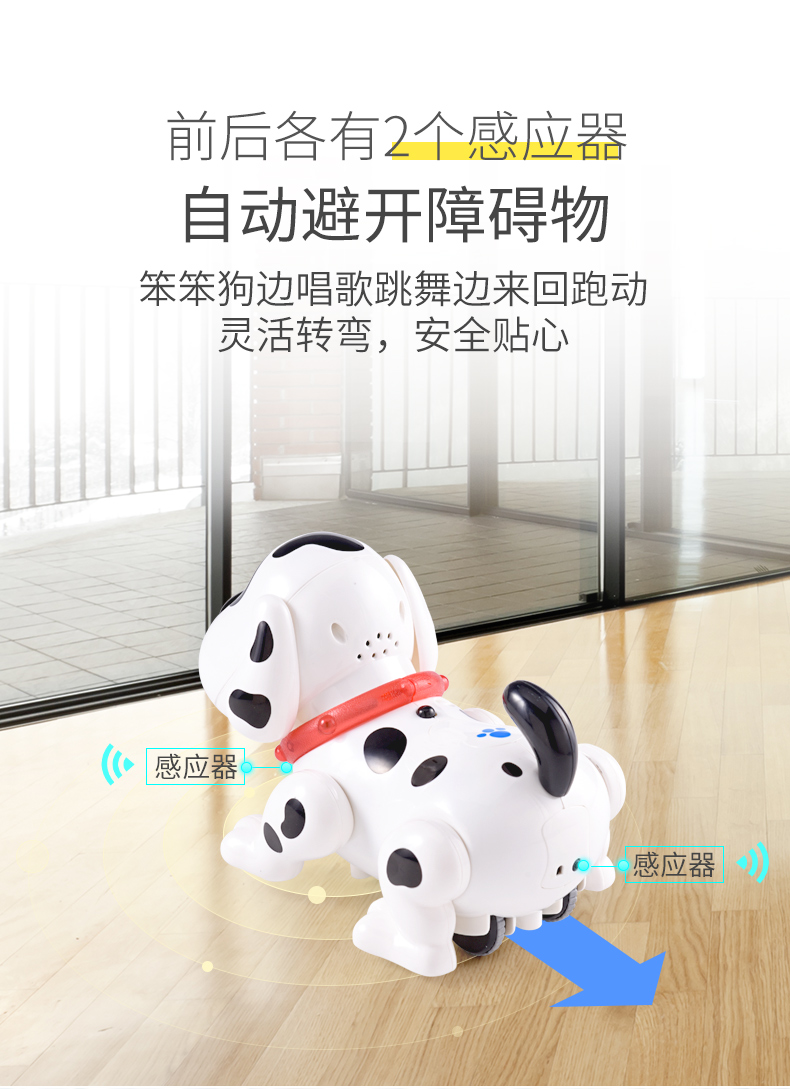 前后各有2个感应器
自动避开障碍物
笨笨狗边唱歌跳舞边来回跑动
灵活转弯，安全贴心
感应器
感应器